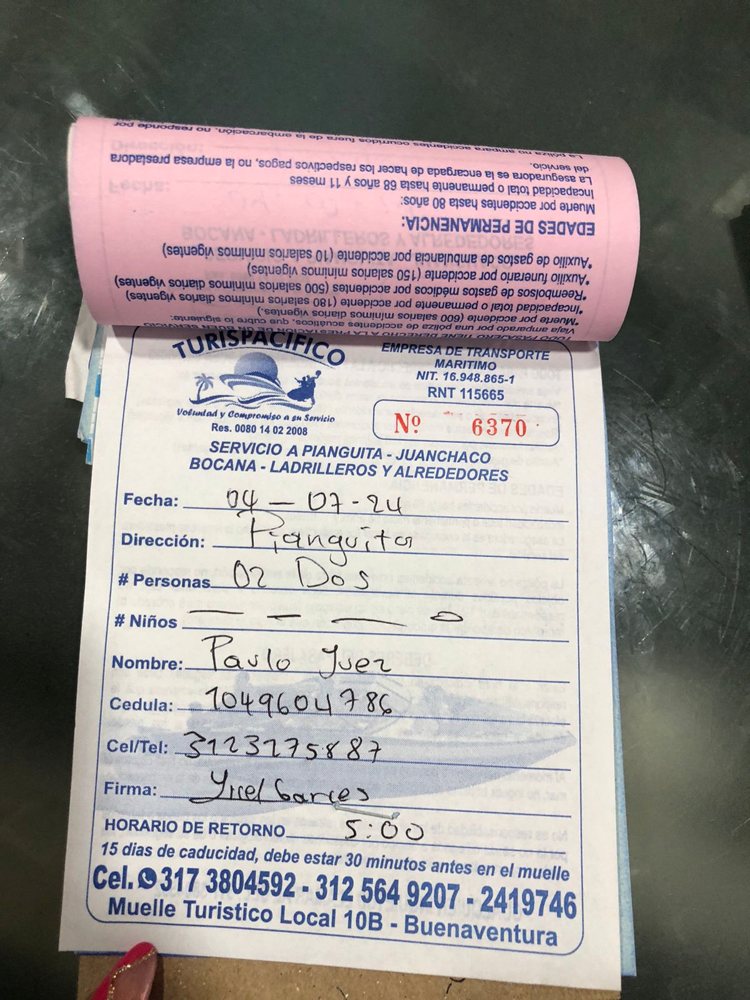 La póliza no ampara accidentes ocurridos fuera de la embarcación, no responde por
del servicio.
La aseguradora es la encargada de hacer los respectivos pagos, no la empresa prestadora
Incapacidad total o permanente hasta 68 años y 11 meses
Muerte por accidentes hasta 80 años:
EDADES DE PERMANENCIA:
*Auxilio de gastos de ambulancia por accidente (10 salarios mínimos vigentes)
*Auxilio funerario por accidente (150 salarios mínimos vigentes)
*Reembolsos de gastos médicos por accidentes (500 salarios mínimos diarios vigentes)
*Incapacidad total o permanente por accidente (180 salarios mínimos diarios vigentes)
*Muerte por accidente (600 salarios mínimos diarios vigentes.)
Viaja amparado por una póliza de accidentes acuáticos, que cubre lo siguiente:
TODO PASAJERO TIENE DERECHO A LA PRESTACIÓN DE UN BUEN SERVICIO
TURISPACIFICO
Voluntad y Compromiso a su Servicio
Res. 0080 14 02 2008
EMPRESA DE TRANSPORTE
MARITIMO
NIT. 16.948.865-1
RNT 115665
Nº 6370
SERVICIO A PIANGUITA - JUANCHACO
BOCANA - LADRILLEROS Y ALREDEDORES
Fecha: 04 - 07 - 24
Dirección: Pianguita
# Personas 02 Dos
# Niños — — — 0
Nombre: Paulo Yuez
Cedula: 1049604786
Cel/Tel: 3123275887
Firma: Yisel Garces
HORARIO DE RETORNO 5:00
15 dias de caducidad, debe estar 30 minutos antes en el muelle
Cel. 317 3804592 - 312 564 9207 - 2419746
Muelle Turistico Local 10B - Buenaventura